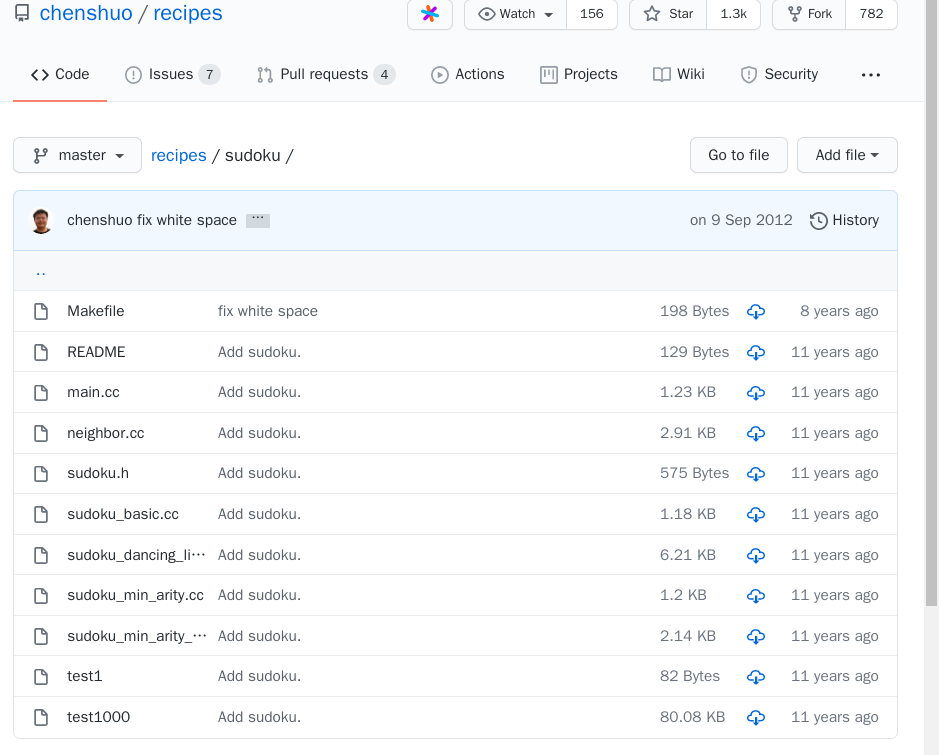 chenshuo / recipes Watch 156 Star 1.3k Fork 782
Code Issues 7 Pull requests 4 Actions Projects Wiki Security ...
master recipes / sudoku / Go to file Add file
chenshuo fix white space ... on 9 Sep 2012 History
..
Makefile fix white space 198 Bytes 8 years ago
README Add sudoku. 129 Bytes 11 years ago
main.cc Add sudoku. 1.23 KB 11 years ago
neighbor.cc Add sudoku. 2.91 KB 11 years ago
sudoku.h Add sudoku. 575 Bytes 11 years ago
sudoku_basic.cc Add sudoku. 1.18 KB 11 years ago
sudoku_dancing_li… Add sudoku. 6.21 KB 11 years ago
sudoku_min_arity.cc Add sudoku. 1.2 KB 11 years ago
sudoku_min_arity_… Add sudoku. 2.14 KB 11 years ago
test1 Add sudoku. 82 Bytes 11 years ago
test1000 Add sudoku. 80.08 KB 11 years ago